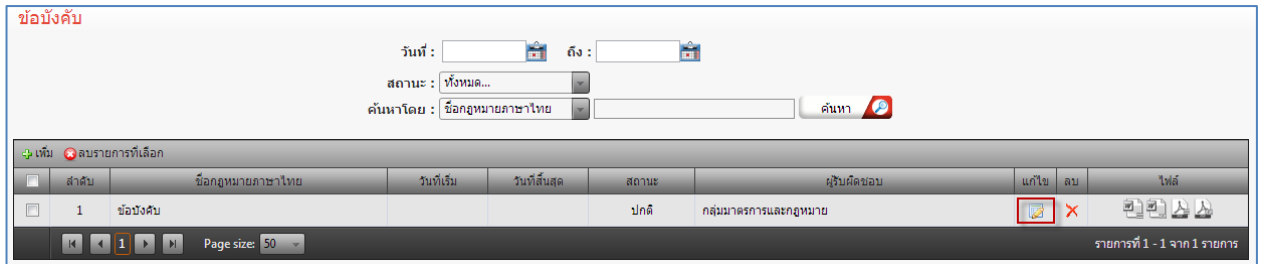 ข้อบังคับ
วันที่ : ถึง :
สถานะ : ทั้งหมด...
ค้นหาโดย : ชื่อกฎหมายภาษาไทย ค้นหา
เพิ่ม ลบรายการที่เลือก
ลำดับ ชื่อกฎหมายภาษาไทย วันที่เริ่ม วันที่สิ้นสุด สถานะ ผู้รับผิดชอบ แก้ไข ลบ ไฟล์
1 ข้อบังคับ ปกติ กลุ่มมาตรการและกฎหมาย
1 Page size: 50 รายการที่ 1 - 1 จาก 1 รายการ